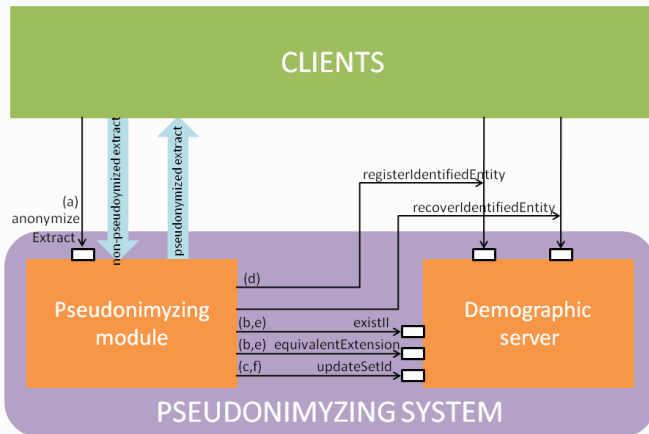 CLIENTS
non-pseudoymized extract
pseudonymized extract
registerIdentifiedEntity
(a)
anonymize
Extract
recoverIdentifiedEntity
(d)
Pseudonimyzing
module
Demographic
server
(b,e) existII
(b,e) equivalentExtension
(c,f) updateSetId
PSEUDONIMYZING SYSTEM